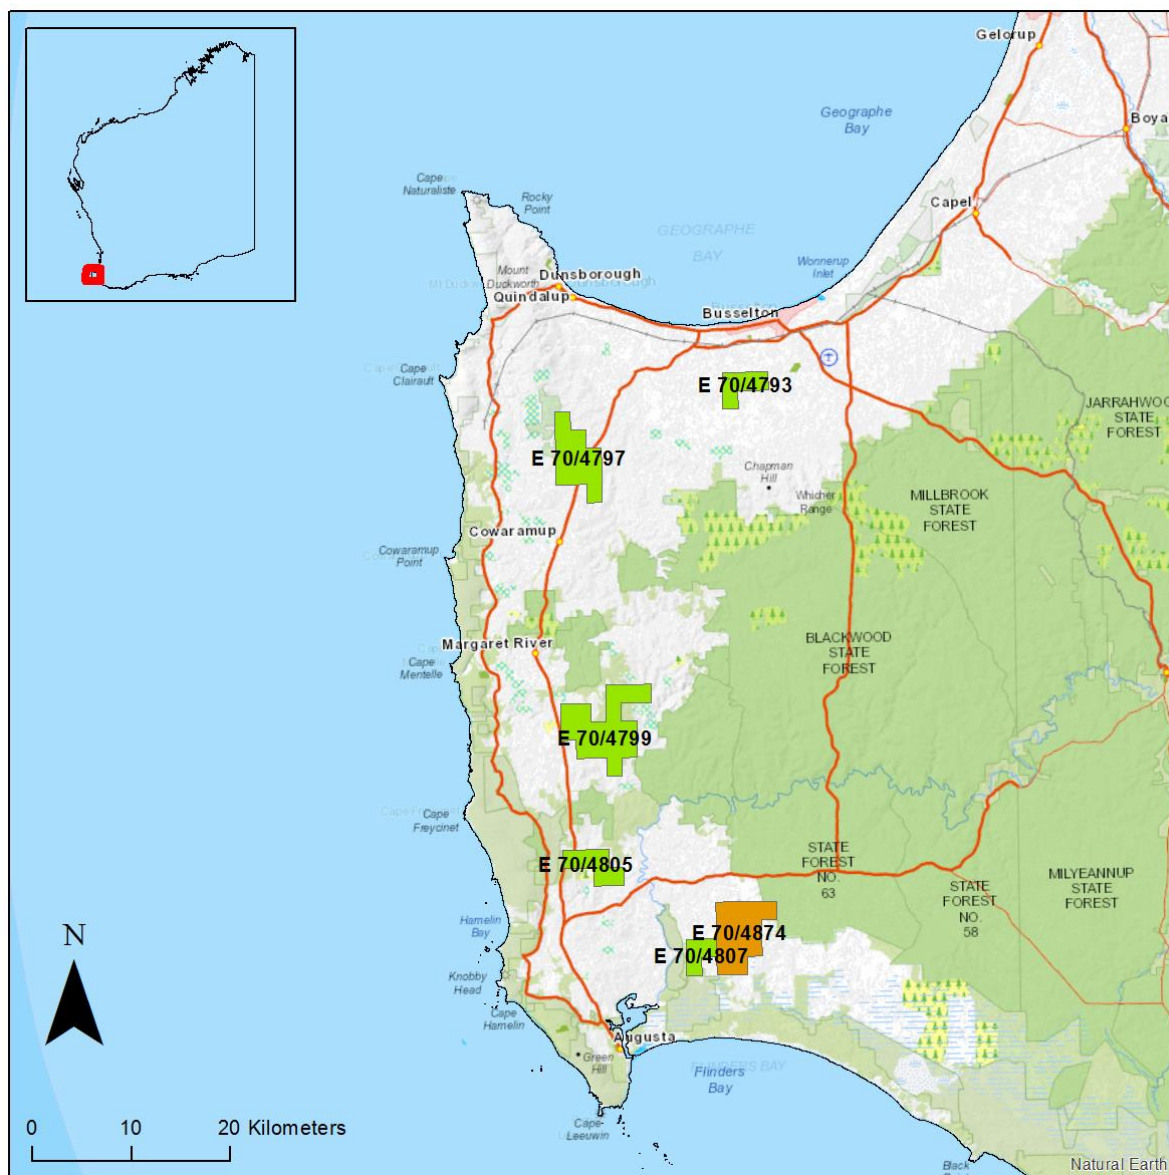 Gelorup
Geographe
Bay
Boya
Cape
Naturaliste
Rocky
Point
Capel
GEOGRAPHE
BAY
Wonnerup
Inlet
Mount
Duckworth
Dunsborough
Quindalup
Busselton
Cape
Clairault
E 70/4793
JARRAHWOO
STATE
FOREST
E 70/4797
Chapman
Hill
Whicher
Range
MILLBROOK
STATE
FOREST
Cowaramup
Cowaramup
Point
Margaret River
BLACKWOOD
STATE
FOREST
Cape
Mentelle
E 70/4799
Cape
Freycinet
E 70/4805
STATE
FOREST
NO.
63
STATE
FOREST
NO.
58
MILYEANNUP
STATE
FOREST
Hamelin
Bay
E 70/4874
E 70/4807
N
Knobby
Head
Cape
Hamelin
Augusta
Green
Hill
FLINDERS BAY
Flinders
Bay
Cape
Leeuwin
0 10 20 Kilometers
Back
Natural Earth